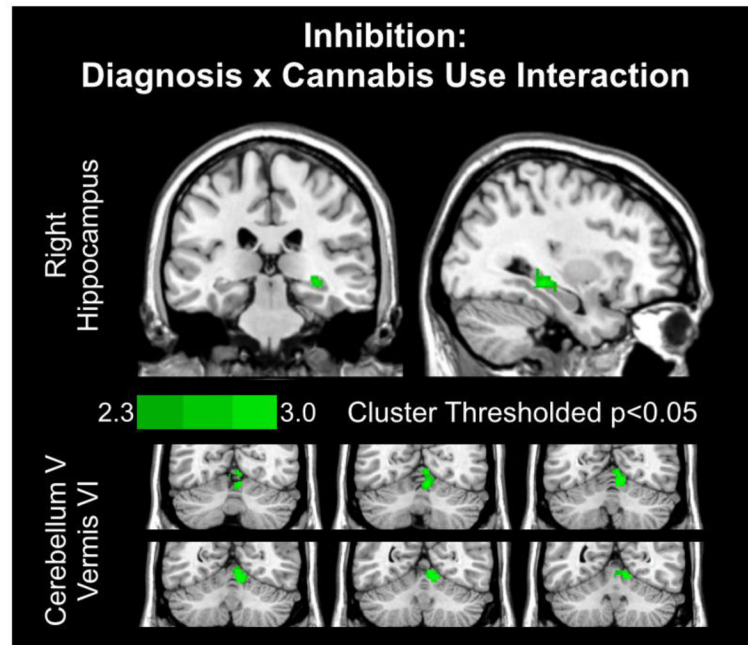 Inhibition:
Diagnosis x Cannabis Use Interaction
Right
Hippocampus
2.3 3.0 Cluster Thresholded p<0.05
Cerebellum V
Vermis VI